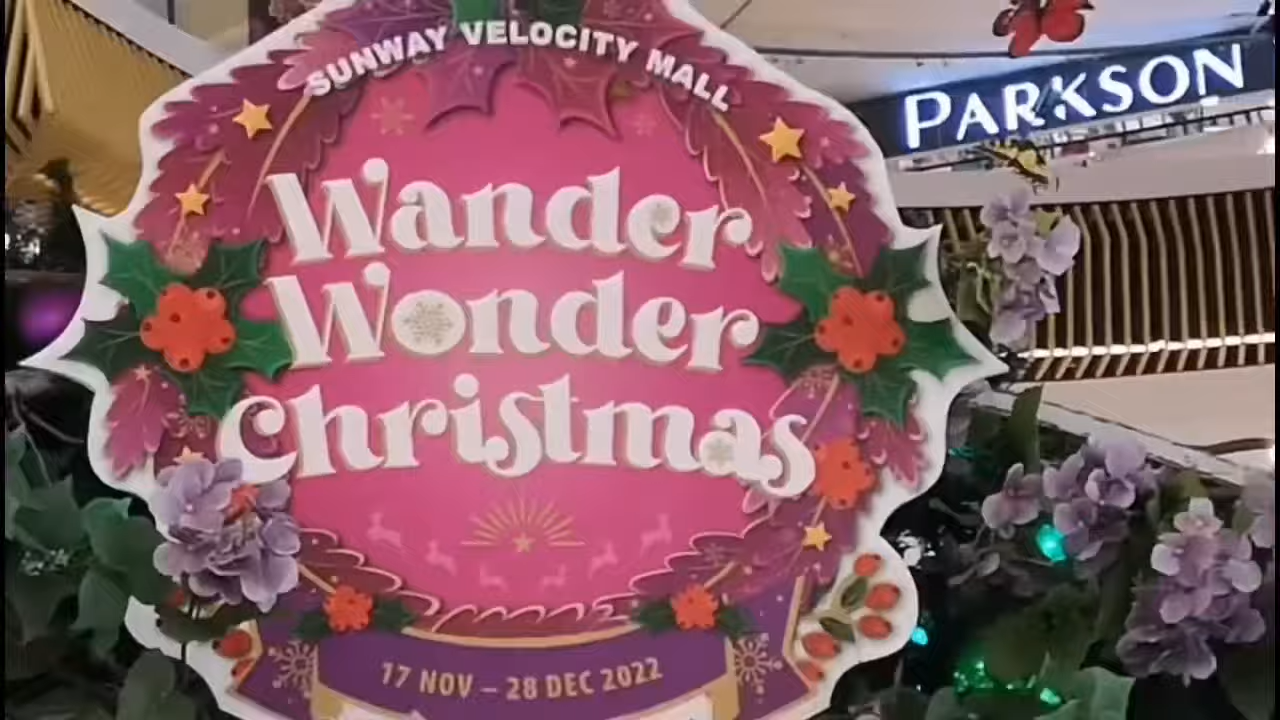 SUNWAY VELOCITY MALL
PARKSON
Wander
Wonder
Christmas
17 NOV – 28 DEC 2022